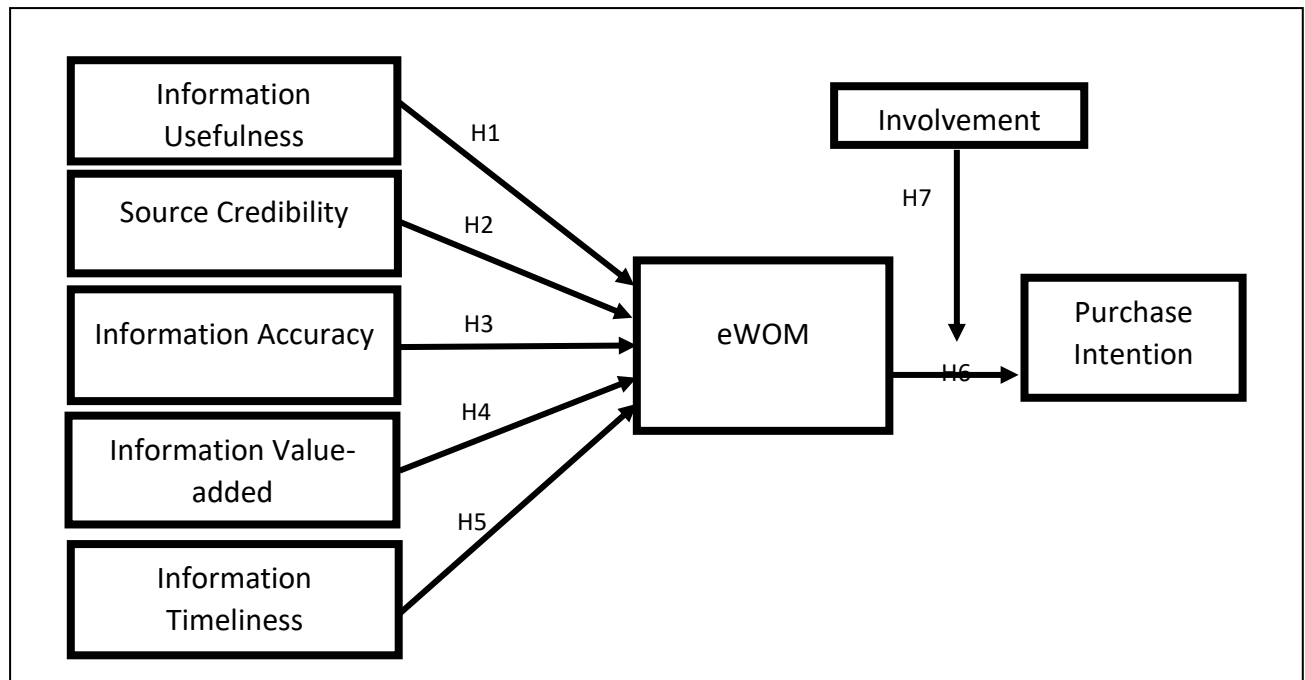 Information
Usefulness
H1
Source Credibility
H2
Information Accuracy
H3
Information Value-
added
H4
Information
Timeliness
H5
eWOM
Involvement
H7
H6
Purchase
Intention